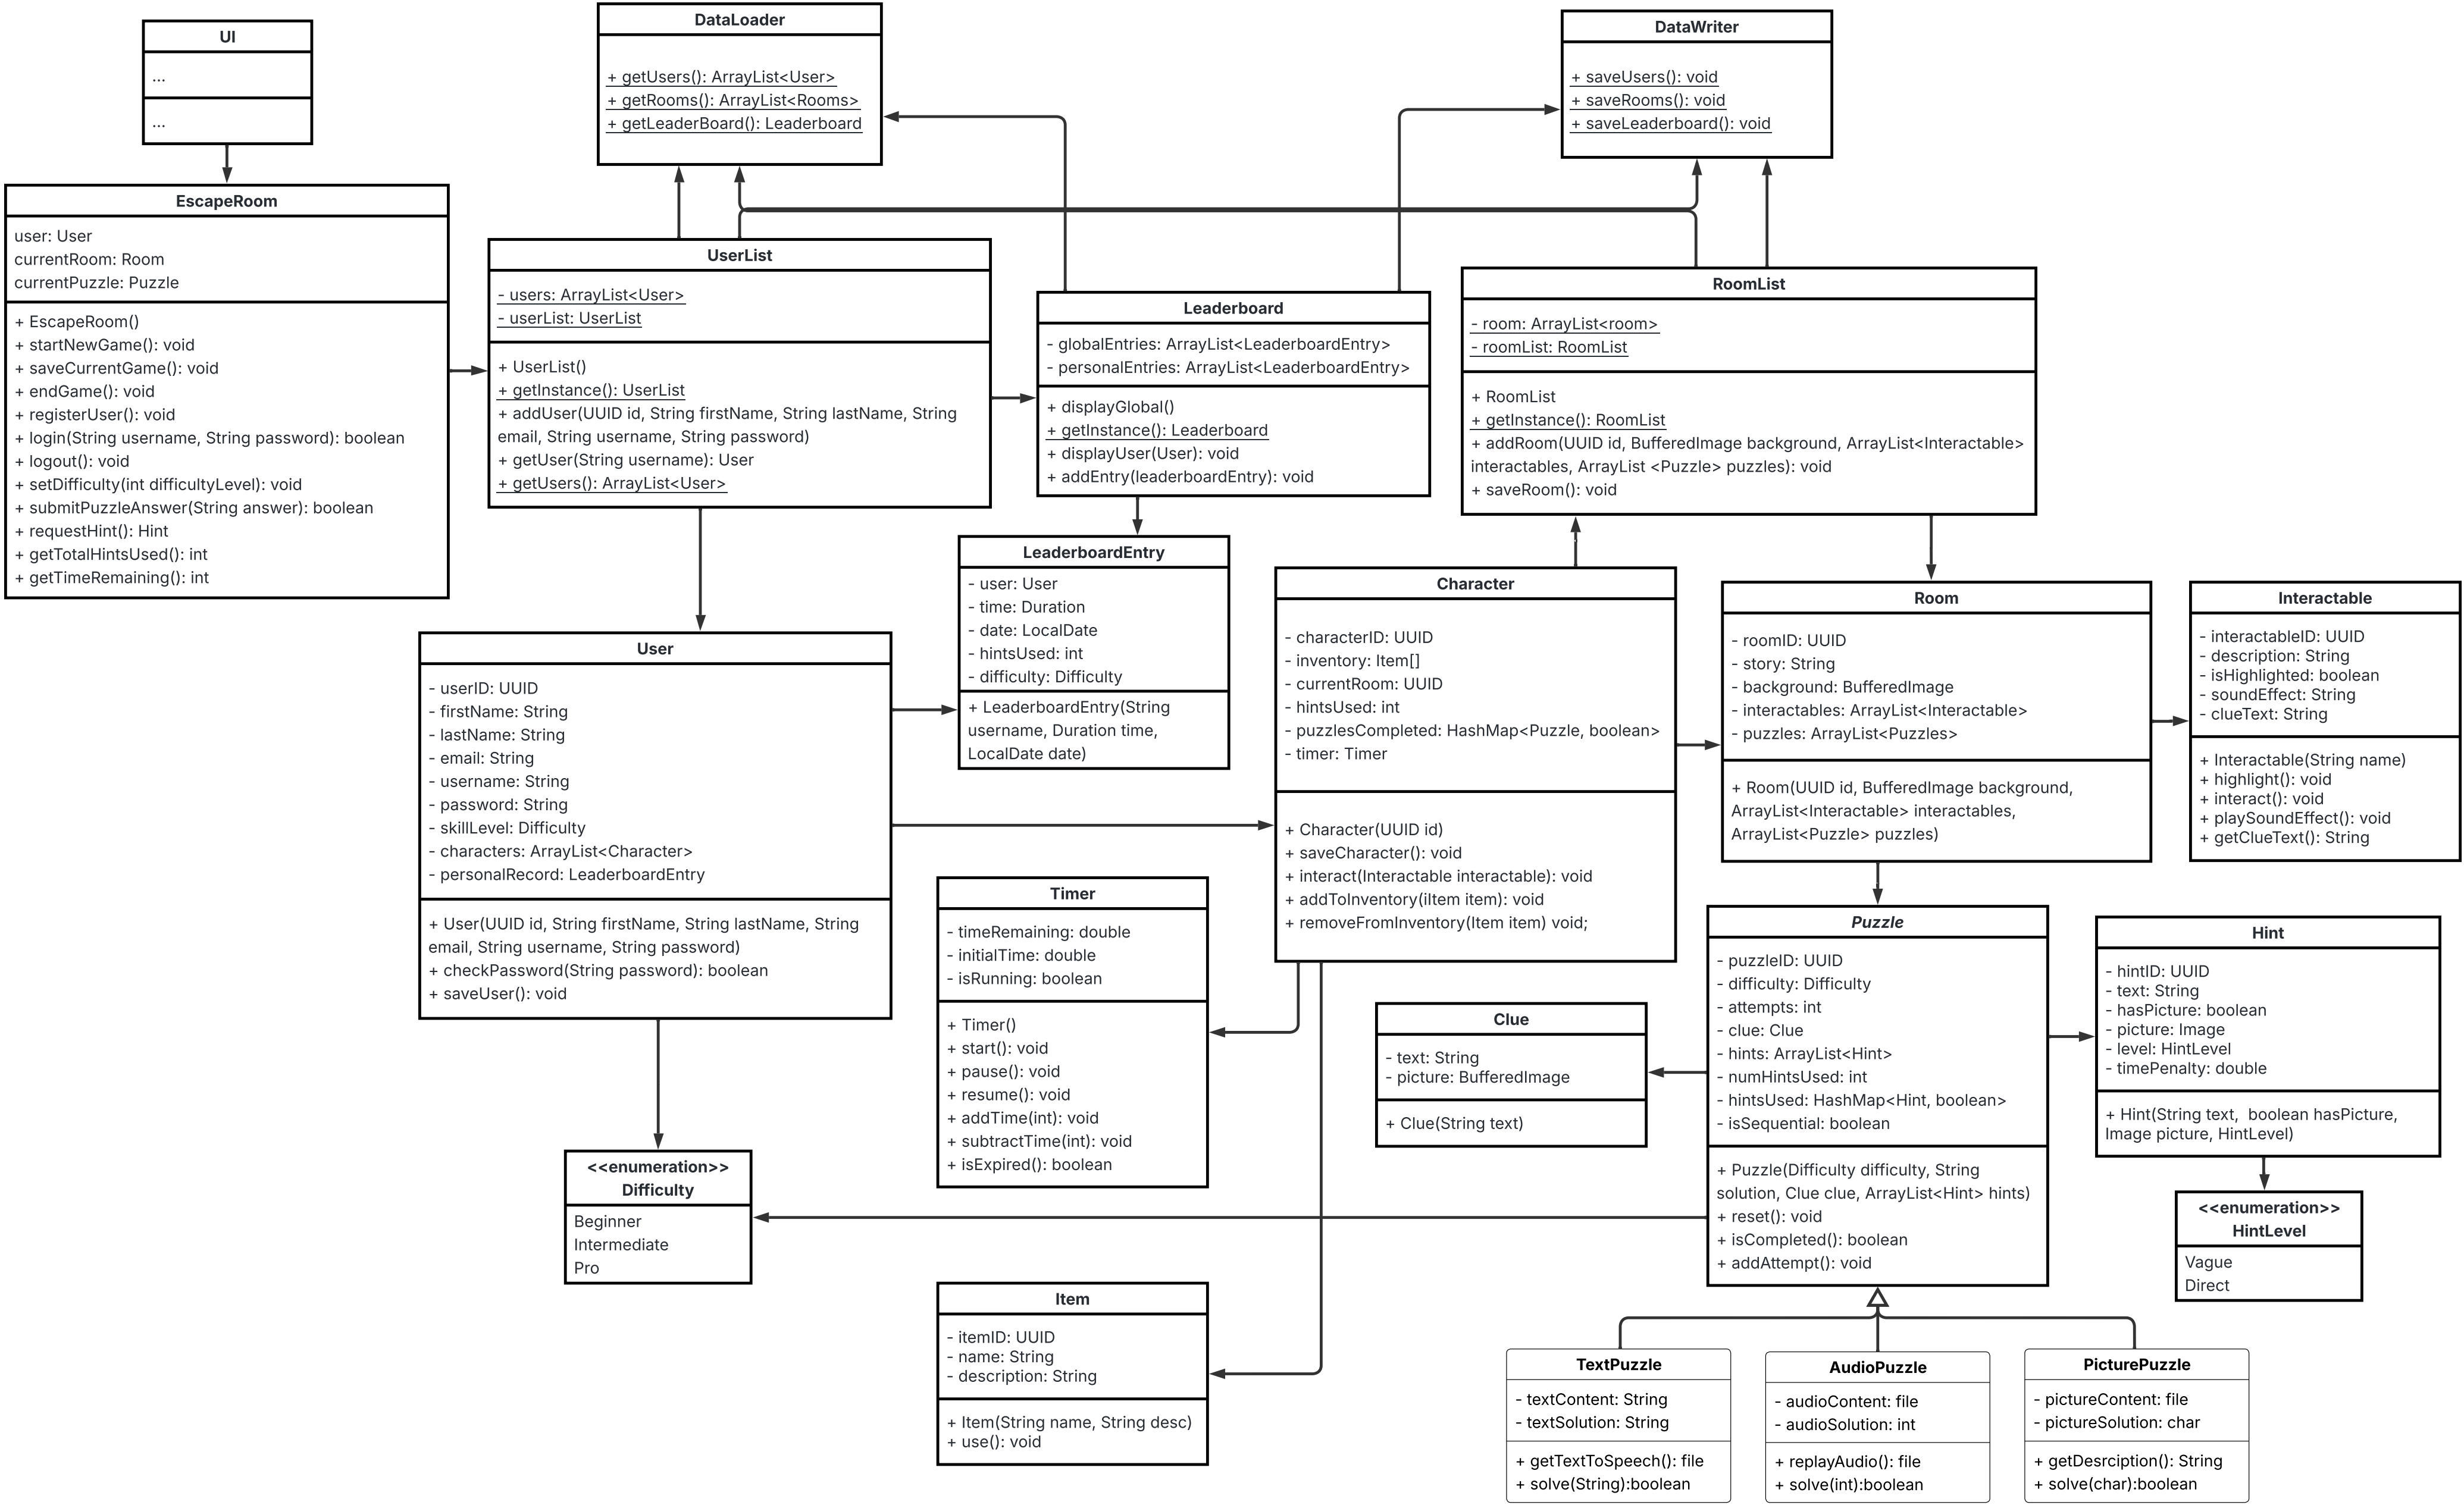 UI
...
...
DataLoader
+ getUsers(): ArrayList<User>
+ getRooms(): ArrayList<Rooms>
+ getLeaderBoard(): Leaderboard
DataWriter
+ saveUsers(): void
+ saveRooms(): void
+ saveLeaderboard(): void
EscapeRoom
user: User
currentRoom: Room
currentPuzzle: Puzzle
+ EscapeRoom()
+ startNewGame(): void
+ saveCurrentGame(): void
+ endGame(): void
+ registerUser(): void
+ login(String username, String password): boolean
+ logout(): void
+ setDifficulty(int difficultyLevel): void
+ submitPuzzleAnswer(String answer): boolean
+ requestHint(): Hint
+ getTotalHintsUsed(): int
+ getTimeRemaining(): int
UserList
- users: ArrayList<User>
- userList: UserList
+ UserList()
+ getInstance(): UserList
+ addUser(UUID id, String firstName, String lastName, String
email, String username, String password)
+ getUser(String username): User
+ getUsers(): ArrayList<User>
Leaderboard
- globalEntries: ArrayList<LeaderboardEntry>
- personalEntries: ArrayList<LeaderboardEntry>
+ displayGlobal()
+ getInstance(): Leaderboard
+ displayUser(User): void
+ addEntry(leaderboardEntry): void
RoomList
- room: ArrayList<room>
- roomList: RoomList
+ RoomList
+ getInstance(): RoomList
+ addRoom(UUID id, BufferedImage background, ArrayList<Interactable>
interactables, ArrayList <Puzzle> puzzles): void
+ saveRoom(): void
LeaderboardEntry
- user: User
- time: Duration
- date: LocalDate
- hintsUsed: int
- difficulty: Difficulty
+ LeaderboardEntry(String
username, Duration time,
LocalDate date)
Character
- characterID: UUID
- inventory: Item[]
- currentRoom: UUID
- hintsUsed: int
- puzzlesCompleted: HashMap<Puzzle, boolean>
- timer: Timer
+ Character(UUID id)
+ saveCharacter(): void
+ interact(Interactable interactable): void
+ addToInventory(iItem item): void
+ removeFromInventory(Item item) void;
Room
- roomID: UUID
- story: String
- background: BufferedImage
- interactables: ArrayList<Interactable>
- puzzles: ArrayList<Puzzles>
+ Room(UUID id, BufferedImage background,
ArrayList<Interactable> interactables,
ArrayList<Puzzle> puzzles)
Interactable
- interactableID: UUID
- description: String
- isHighlighted: boolean
- soundEffect: String
- clueText: String
+ Interactable(String name)
+ highlight(): void
+ interact(): void
+ playSoundEffect(): void
+ getClueText(): String
User
- userID: UUID
- firstName: String
- lastName: String
- email: String
- username: String
- password: String
- skillLevel: Difficulty
- characters: ArrayList<Character>
- personalRecord: LeaderboardEntry
+ User(UUID id, String firstName, String lastName, String
email, String username, String password)
+ checkPassword(String password): boolean
+ saveUser(): void
Timer
- timeRemaining: double
- initialTime: double
- isRunning: boolean
+ Timer()
+ start(): void
+ pause(): void
+ resume(): void
+ addTime(int): void
+ subtractTime(int): void
+ isExpired(): boolean
Clue
- text: String
- picture: BufferedImage
+ Clue(String text)
Puzzle
- puzzleID: UUID
- difficulty: Difficulty
- attempts: int
- clue: Clue
- hints: ArrayList<Hint>
- numHintsUsed: int
- hintsUsed: HashMap<Hint, boolean>
- isSequential: boolean
+ Puzzle(Difficulty difficulty, String
solution, Clue clue, ArrayList<Hint> hints)
+ reset(): void
+ isCompleted(): boolean
+ addAttempt(): void
Hint
- hintID: UUID
- text: String
- hasPicture: boolean
- picture: Image
- level: HintLevel
- timePenalty: double
+ Hint(String text, boolean hasPicture,
Image picture, HintLevel)
<<enumeration>>
Difficulty
Beginner
Intermediate
Pro
<<enumeration>>
HintLevel
Vague
Direct
Item
- itemID: UUID
- name: String
- description: String
+ Item(String name, String desc)
+ use(): void
TextPuzzle
- textContent: String
- textSolution: String
+ getTextToSpeech(): file
+ solve(String):boolean
AudioPuzzle
- audioContent: file
- audioSolution: int
+ replayAudio(): file
+ solve(int):boolean
PicturePuzzle
- pictureContent: file
- pictureSolution: char
+ getDesrciption(): String
+ solve(char):boolean